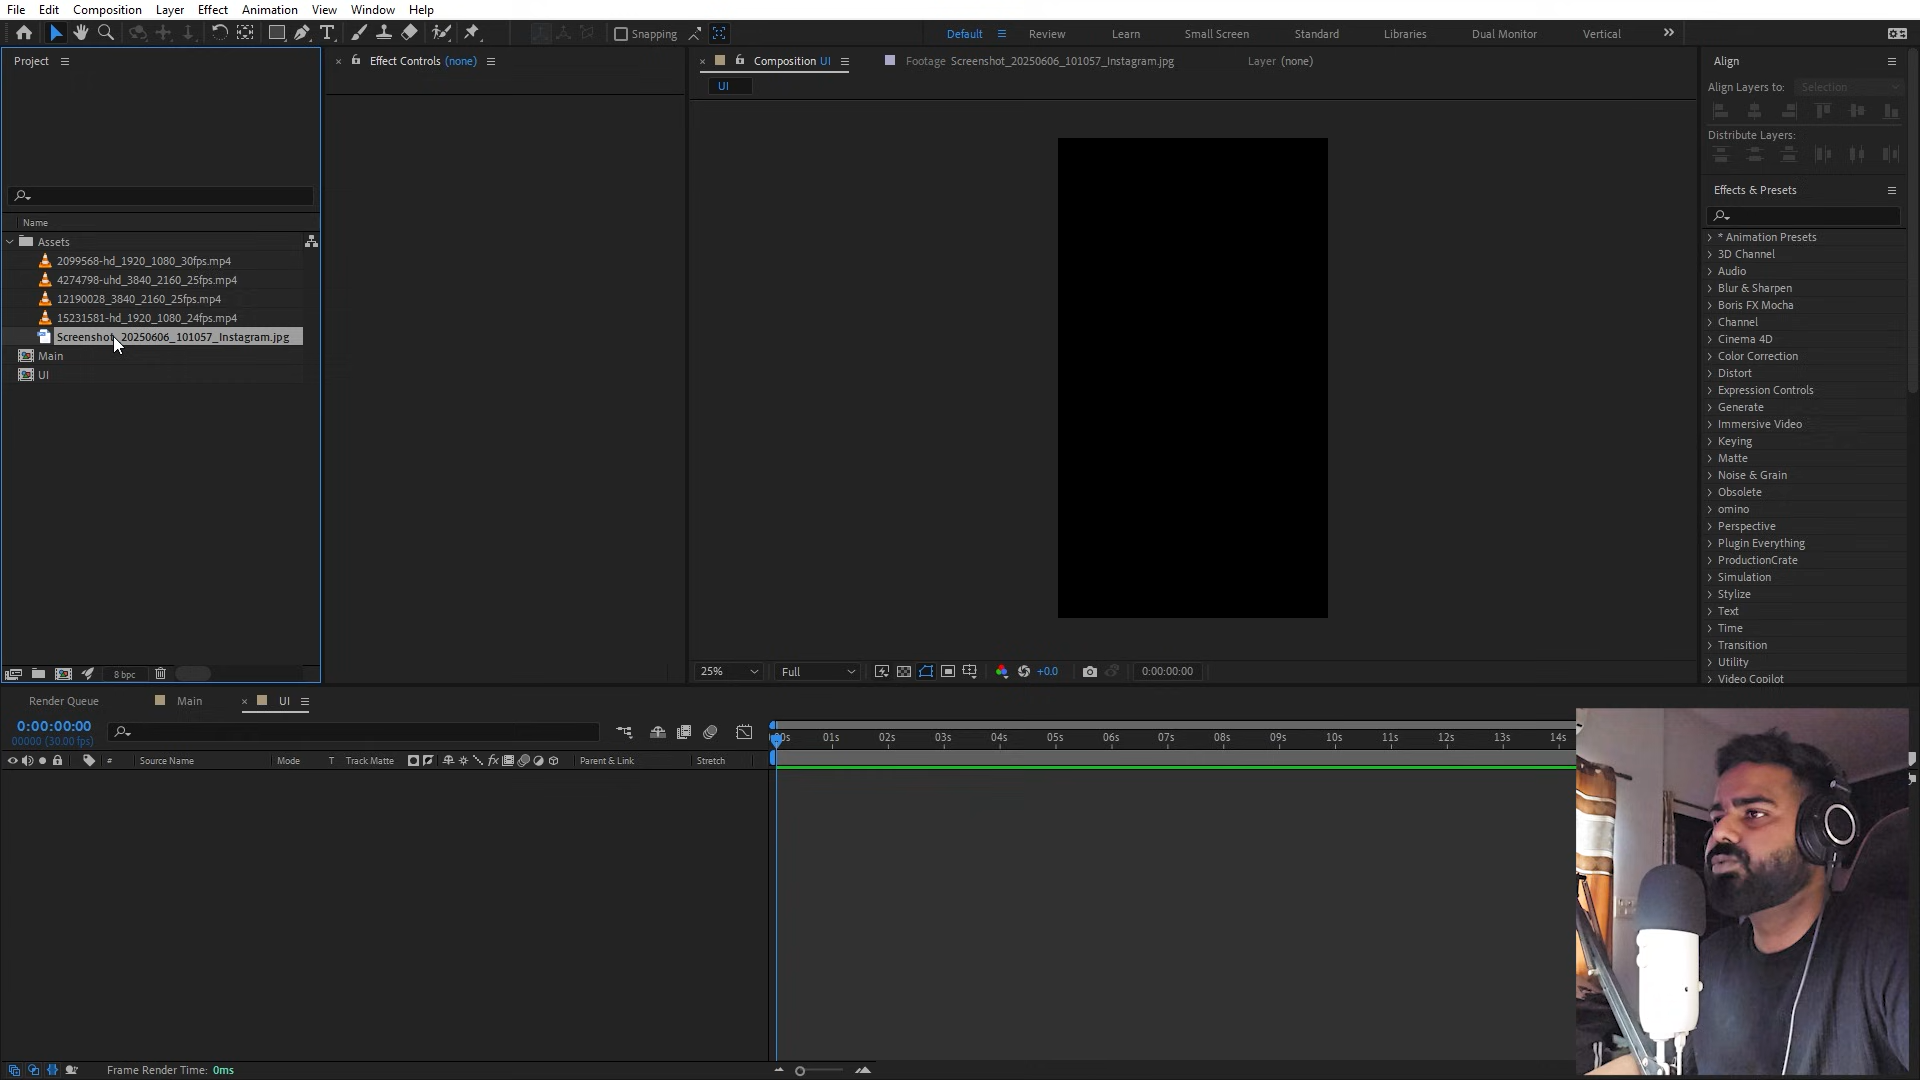 File Edit Composition Layer Effect Animation View Window Help
Snapping
Default Review Learn Small Screen Standard Libraries Dual Monitor Vertical
Project
Effect Controls (none)
Composition UI
Footage Screenshot_20250606_101057_Instagram.jpg
Layer (none)
UI
Align
Align Layers to: Selection
Distribute Layers:
Effects & Presets
Name
Assets
2099568-hd_1920_1080_30fps.mp4
4274798-uhd_3840_2160_25fps.mp4
12190028_3840_2160_25fps.mp4
15231581-hd_1920_1080_24fps.mp4
Screenshot_20250606_101057_Instagram.jpg
Main
UI
* Animation Presets
3D Channel
Audio
Blur & Sharpen
Boris FX Mocha
Channel
Cinema 4D
Color Correction
Distort
Expression Controls
Generate
Immersive Video
Keying
Matte
Noise & Grain
Obsolete
omino
Perspective
Plugin Everything
ProductionCrate
Simulation
Stylize
Text
Time
Transition
Utility
Video Copilot
8 bpc
25% Full +0.0 0:00:00:00
Render Queue Main UI
0:00:00:00
00000 (30.00 fps)
# Source Name Mode T Track Matte fx Parent & Link Stretch
00s 01s 02s 03s 04s 05s 06s 07s 08s 09s 10s 11s 12s 13s 14s
Frame Render Time: 0ms